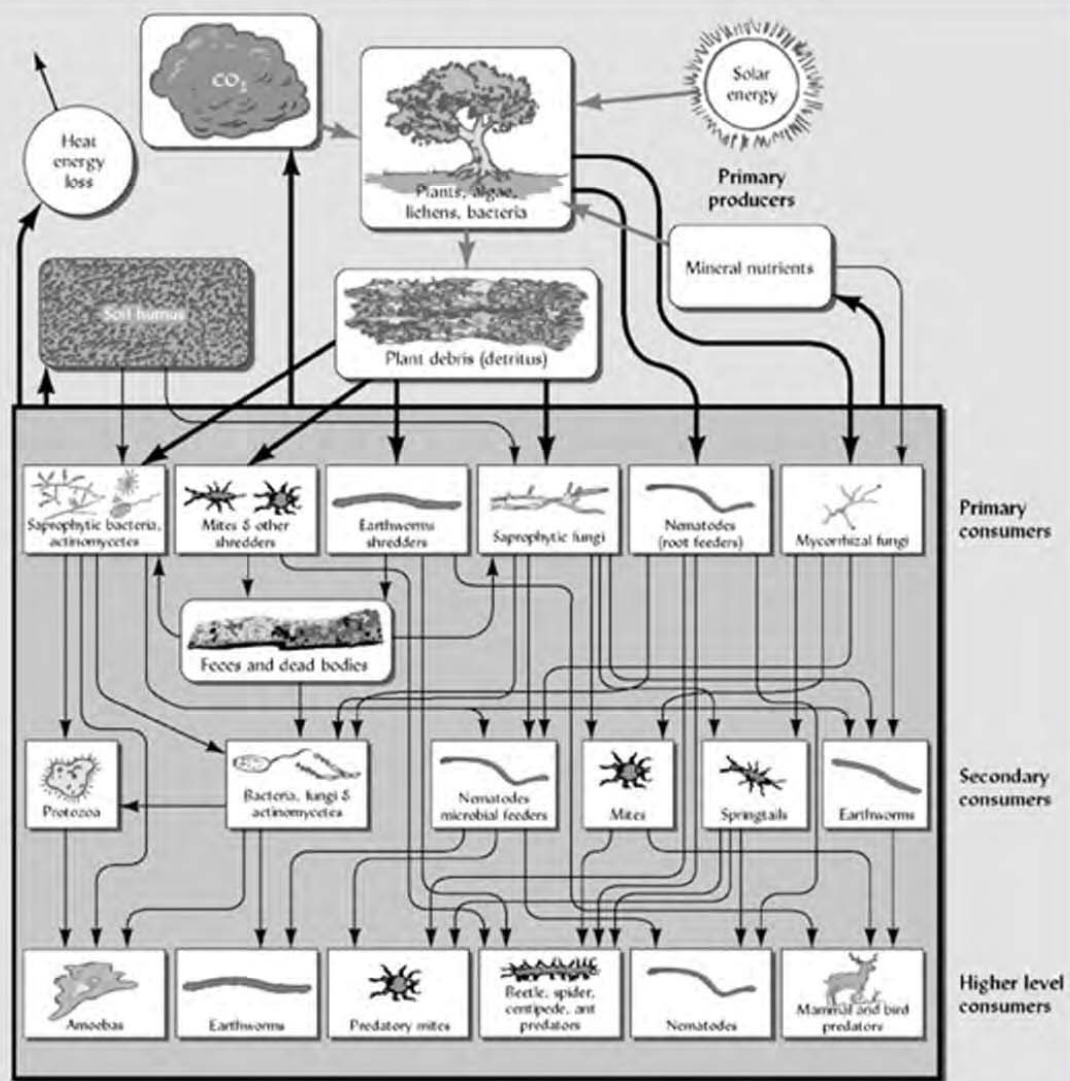 CO2
Solar
energy
Heat
energy
loss
Plants, algae,
lichens, bacteria
Primary
producers
Mineral nutrients
Soil humus
Plant debris (detritus)
Saprophytic bacteria,
actinomycetes
Mites & other
shredders
Earthworms
shredders
Saprophytic fungi
Nematodes
(root feeders)
Mycorrhizal fungi
Primary
consumers
Feces and dead bodies
Protozoa
Bacteria, fungi &
actinomycetes
Nematodes
microbial feeders
Mites
Springtails
Earthworms
Secondary
consumers
Amoebas
Earthworms
Predatory mites
Beetle, spider,
centipede, ant
predators
Nematodes
Mammal and bird
predators
Higher level
consumers